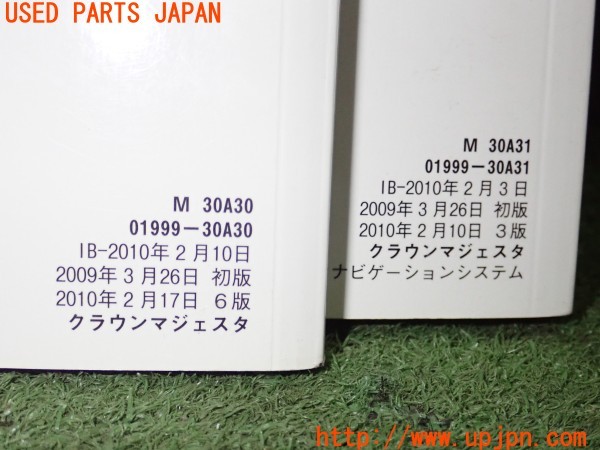 USED PARTS JAPAN
M 30A30
01999-30A30
IB-2010年2月10日
2009年3月26日 初版
2010年2月17日 6版
クラウンマジェスタ
M 30A31
01999-30A31
IB-2010年2月3日
2009年3月26日 初版
2010年2月10日 3版
クラウンマジェスタ
ナビゲーションシステム
http://www.upjpn.com/